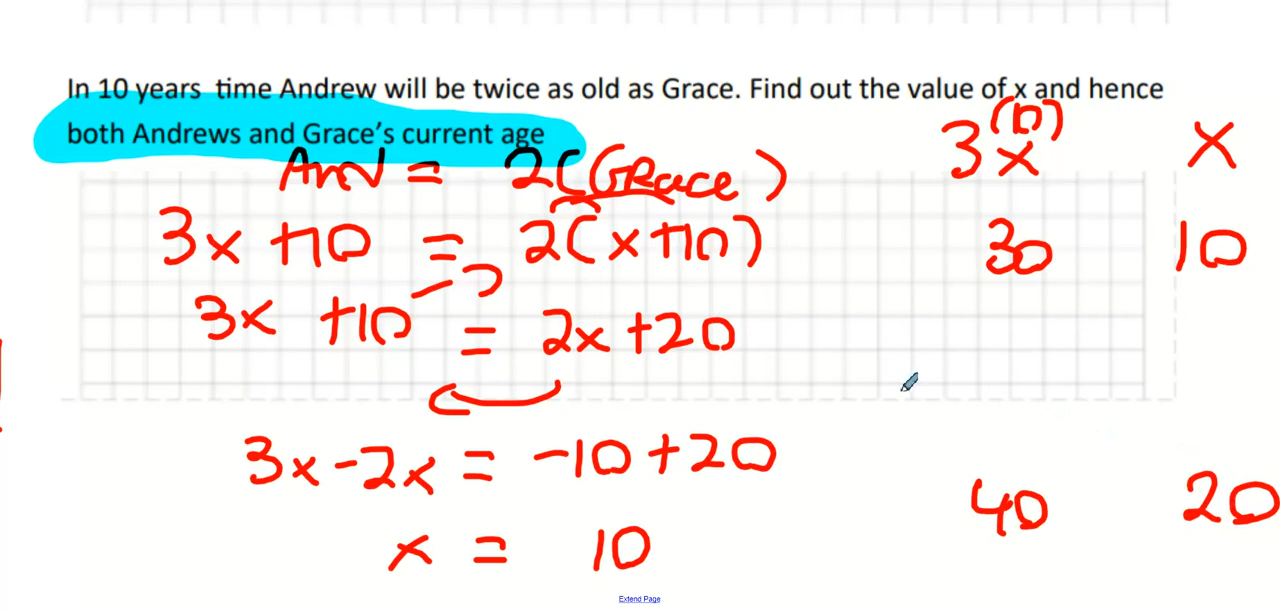 In 10 years time Andrew will be twice as old as Grace. Find out the value of x and hence
both Andrews and Grace's current age
3x(10) x
And = 2(Grace)
3x +10 = 2(x+10)
30 10
3x +10 = 2x+20
3x-2x = -10+20
40 20
x = 10
Extend Page